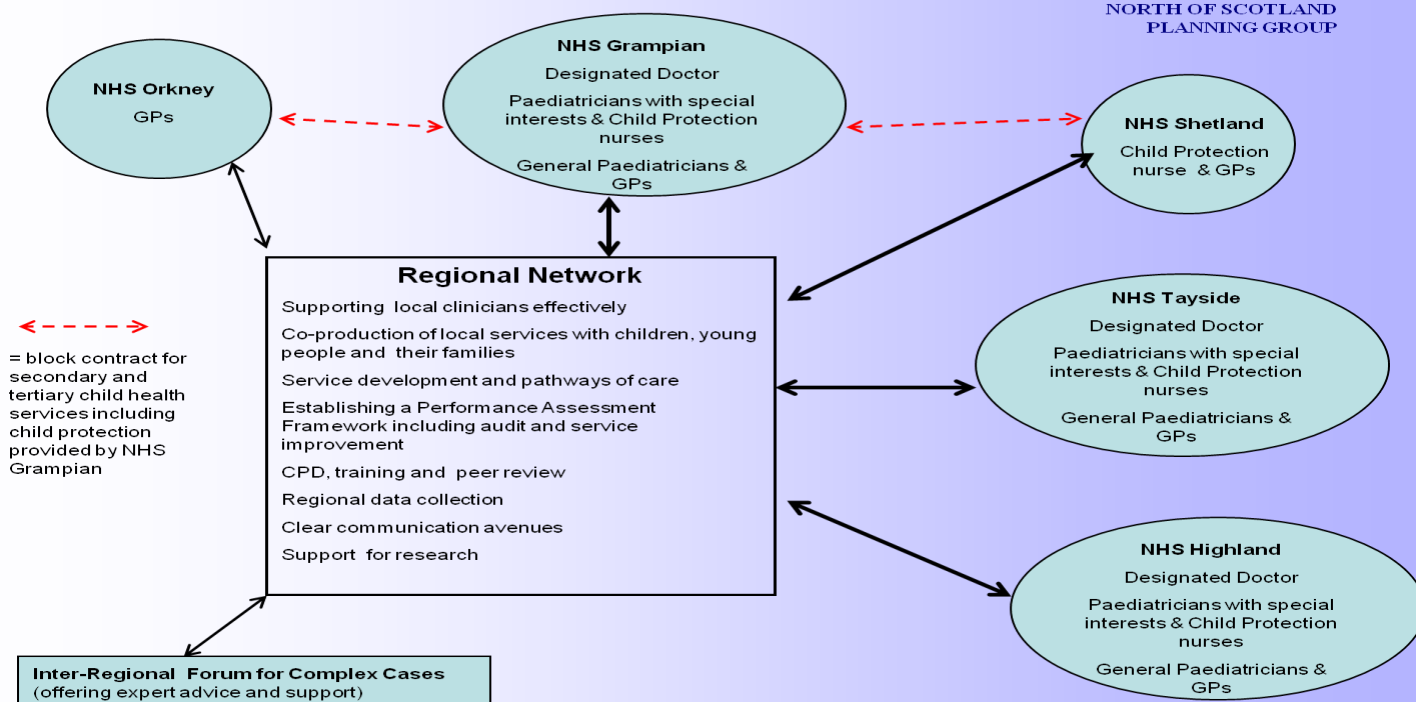 NORTH OF SCOTLAND
PLANNING GROUP
NHS Orkney
GPs
NHS Grampian
Designated Doctor
Paediatricians with special
interests & Child Protection
nurses
General Paediatricians &
GPs
NHS Shetland
Child Protection
nurse & GPs
Regional Network
Supporting local clinicians effectively
Co-production of local services with children, young
people and their families
Service development and pathways of care
Establishing a Performance Assessment
Framework including audit and service
improvement
CPD, training and peer review
Regional data collection
Clear communication avenues
Support for research
= block contract for
secondary and
tertiary child health
services including
child protection
provided by NHS
Grampian
NHS Tayside
Designated Doctor
Paediatricians with special
interests & Child Protection
nurses
General Paediatricians &
GPs
NHS Highland
Designated Doctor
Paediatricians with special
interests & Child Protection
nurses
General Paediatricians &
GPs
Inter-Regional Forum for Complex Cases
(offering expert advice and support)